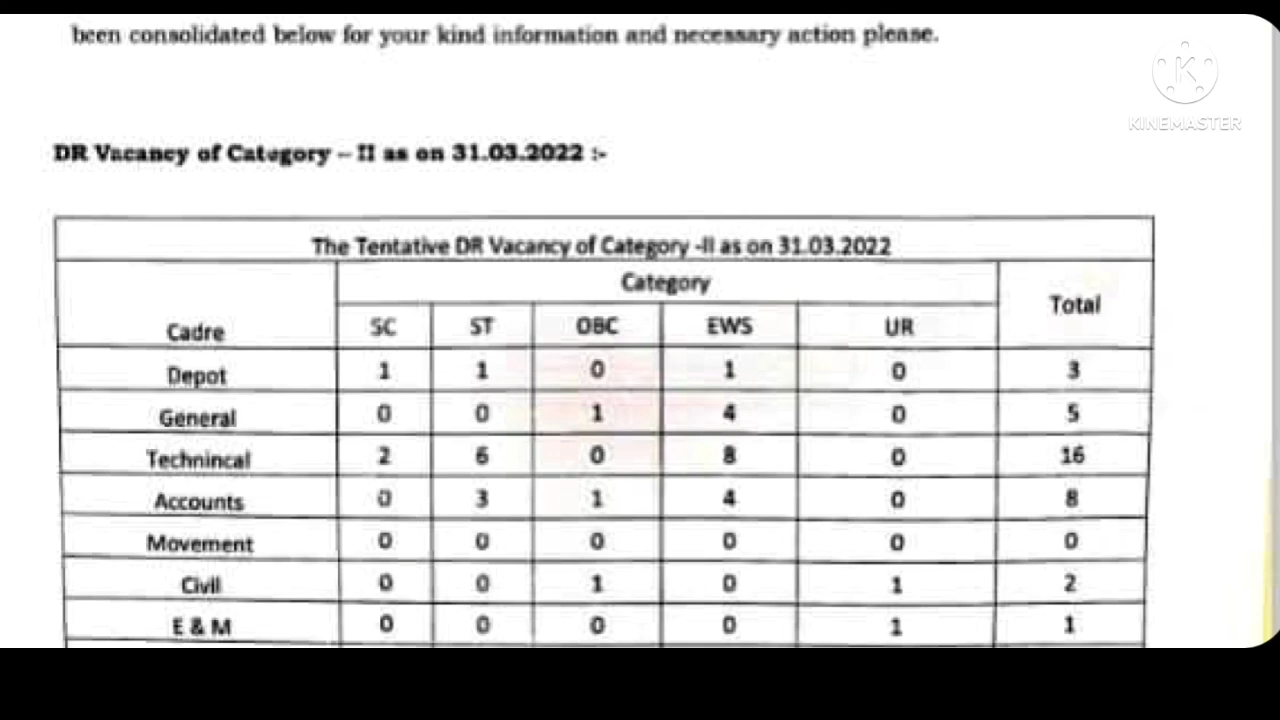 been consolidated below for your kind information and necessary action please.
KINEMASTER
DR Vacancy of Category – II as on 31.03.2022 :-
The Tentative DR Vacancy of Category -II as on 31.03.2022
Cadre Category Total
SC ST OBC EWS UR
Depot 1 1 0 1 0 3
General 0 0 1 4 0 5
Technincal 2 6 0 8 0 16
Accounts 0 3 1 4 0 8
Movement 0 0 0 0 0 0
Civil 0 0 1 0 1 2
E & M 0 0 0 0 1 1